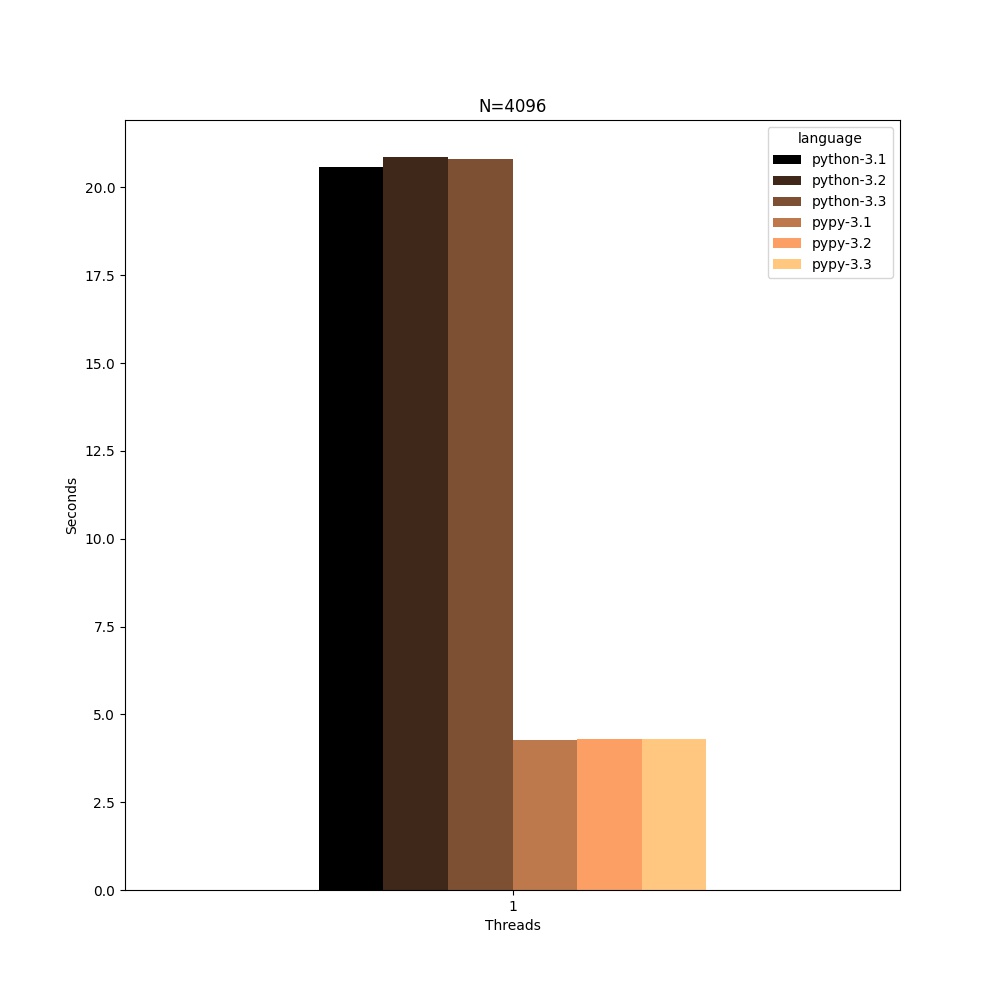 N=4096
language
python-3.1
python-3.2
python-3.3
pypy-3.1
pypy-3.2
pypy-3.3
20.0
17.5
15.0
12.5
10.0
7.5
5.0
2.5
0.0
Seconds
1
Threads